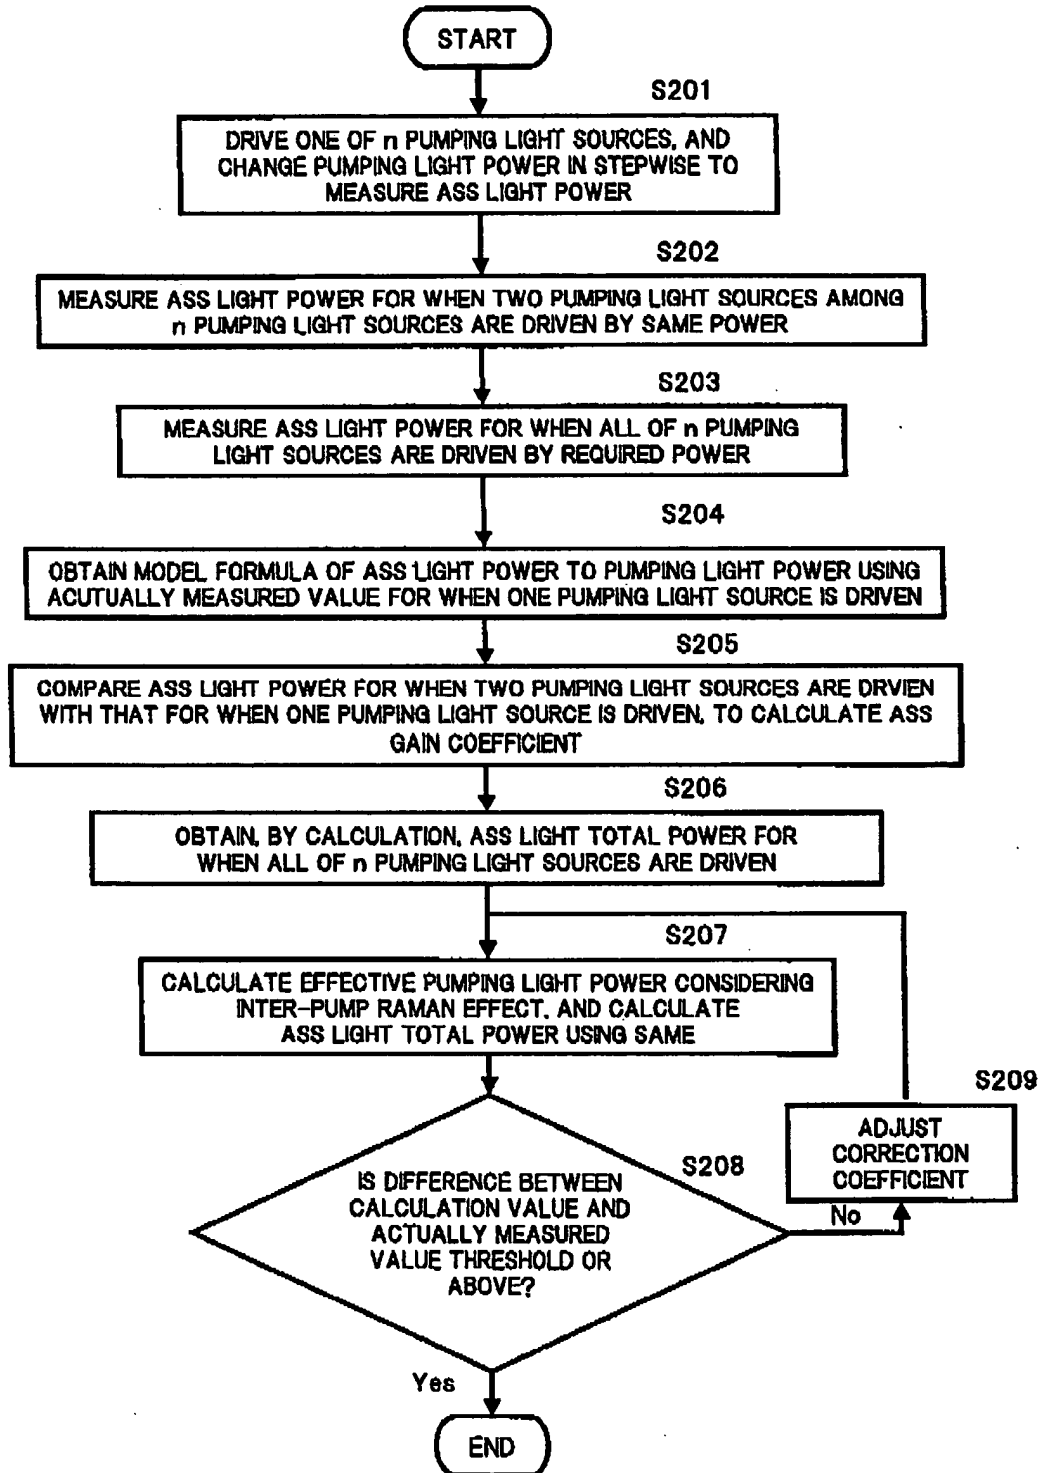 START
S201
DRIVE ONE OF n PUMPING LIGHT SOURCES, AND
CHANGE PUMPING LIGHT POWER IN STEPWISE TO
MEASURE ASS LIGHT POWER
S202
MEASURE ASS LIGHT POWER FOR WHEN TWO PUMPING LIGHT SOURCES AMONG
n PUMPING LIGHT SOURCES ARE DRIVEN BY SAME POWER
S203
MEASURE ASS LIGHT POWER FOR WHEN ALL OF n PUMPING
LIGHT SOURCES ARE DRIVEN BY REQUIRED POWER
S204
OBTAIN MODEL FORMULA OF ASS LIGHT POWER TO PUMPING LIGHT POWER USING
ACUTUALLY MEASURED VALUE FOR WHEN ONE PUMPING LIGHT SOURCE IS DRIVEN
S205
COMPARE ASS LIGHT POWER FOR WHEN TWO PUMPING LIGHT SOURCES ARE DRVIEN
WITH THAT FOR WHEN ONE PUMPING LIGHT SOURCE IS DRIVEN, TO CALCULATE ASS
GAIN COEFFICIENT
S206
OBTAIN, BY CALCULATION, ASS LIGHT TOTAL POWER FOR
WHEN ALL OF n PUMPING LIGHT SOURCES ARE DRIVEN
S207
CALCULATE EFFECTIVE PUMPING LIGHT POWER CONSIDERING
INTER-PUMP RAMAN EFFECT, AND CALCULATE
ASS LIGHT TOTAL POWER USING SAME
S208
IS DIFFERENCE BETWEEN
CALCULATION VALUE AND
ACTUALLY MEASURED
VALUE THRESHOLD OR
ABOVE?
S209
ADJUST
CORRECTION
COEFFICIENT
No
Yes
END